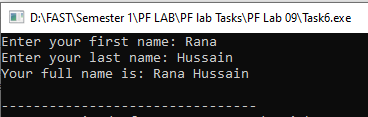 D:\FAST\Semester 1\PF LAB\PF lab Tasks\PF Lab 09\Task6.exe
Enter your first name: Rana
Enter your last name: Hussain
Your full name is: Rana Hussain
--------------------------------